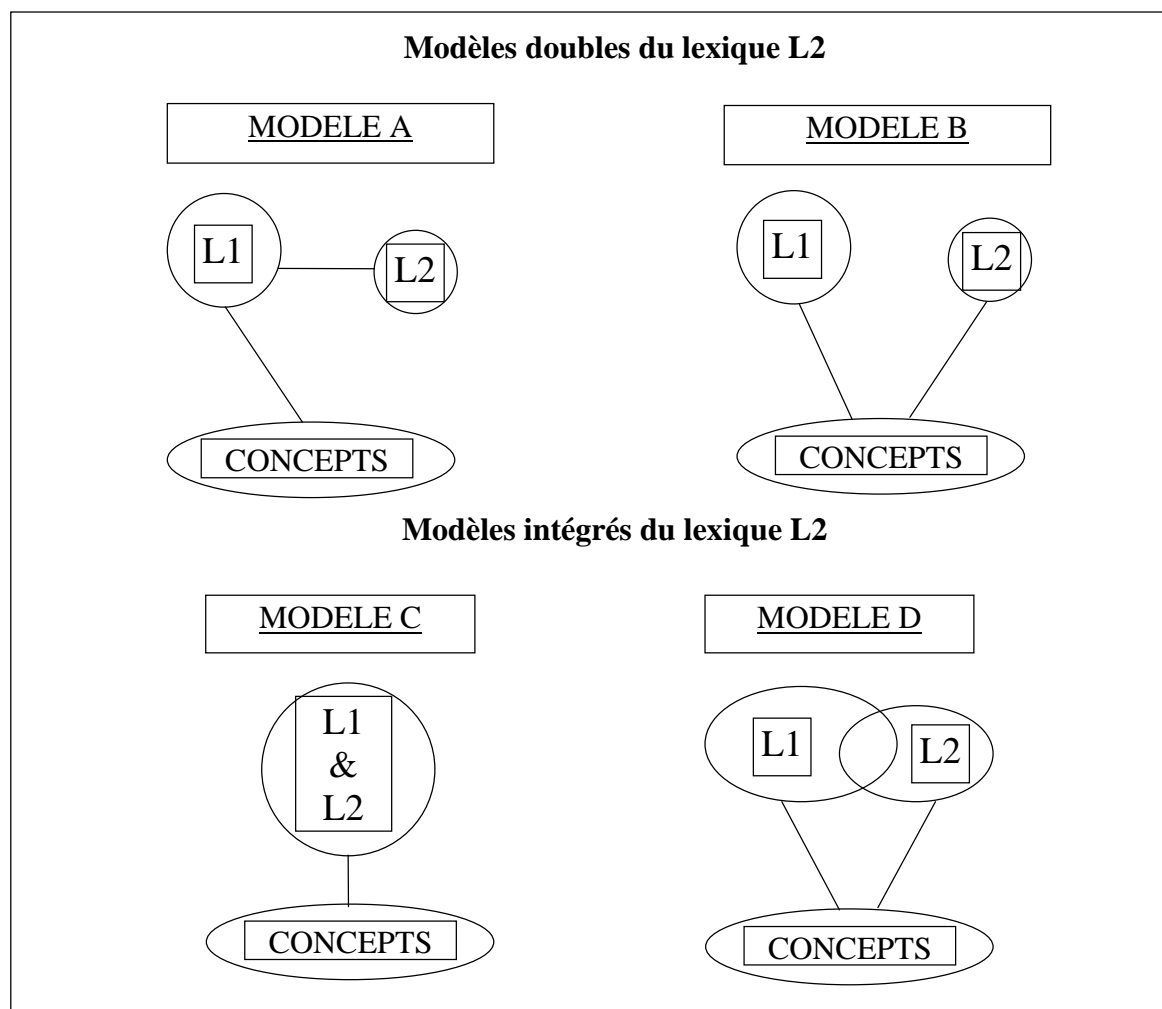 Modèles doubles du lexique L2
MODELE A
MODELE B
L1
L2
L1
L2
CONCEPTS
CONCEPTS
Modèles intégrés du lexique L2
MODELE C
MODELE D
L1
&
L2
L1
L2
CONCEPTS
CONCEPTS